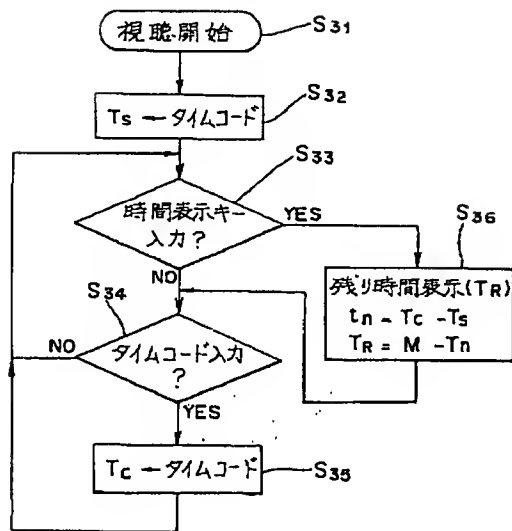 視聴開始
S31
Ts ← タイムコード
S32
S33
時間表示キー
入力?
YES
NO
S36
残り時間表示(TR)
tn = Tc - Ts
TR = M - Tn
S34
タイムコード入力
?
NO
YES
Tc ← タイムコード
S35